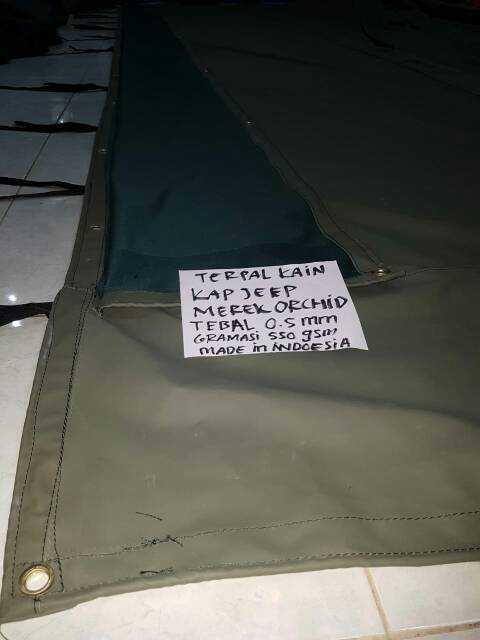 TERPAL KAIN
KAP JEEP
MEREK ORCHID
TEBAL 0.5 mm
GRAMASI 550 gsm
MADE in INDOESiA